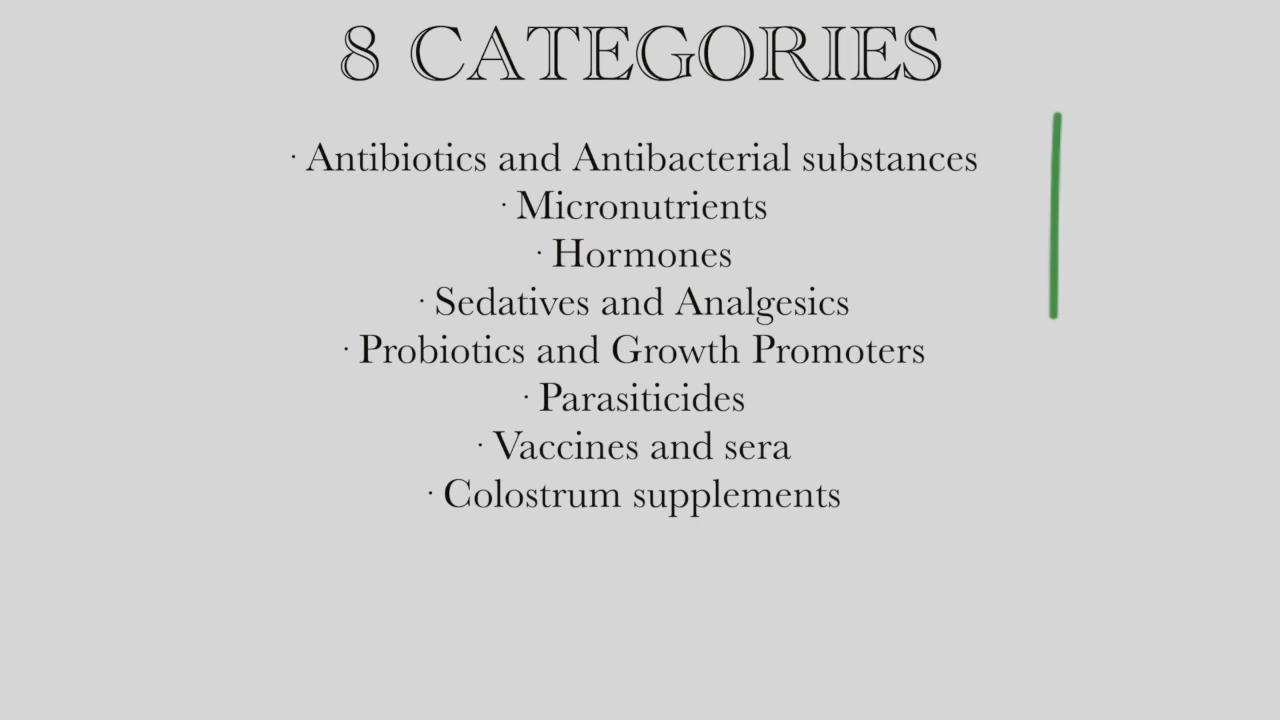 8 CATEGORIES
· Antibiotics and Antibacterial substances
· Micronutrients
· Hormones
· Sedatives and Analgesics
· Probiotics and Growth Promoters
· Parasiticides
· Vaccines and sera
· Colostrum supplements